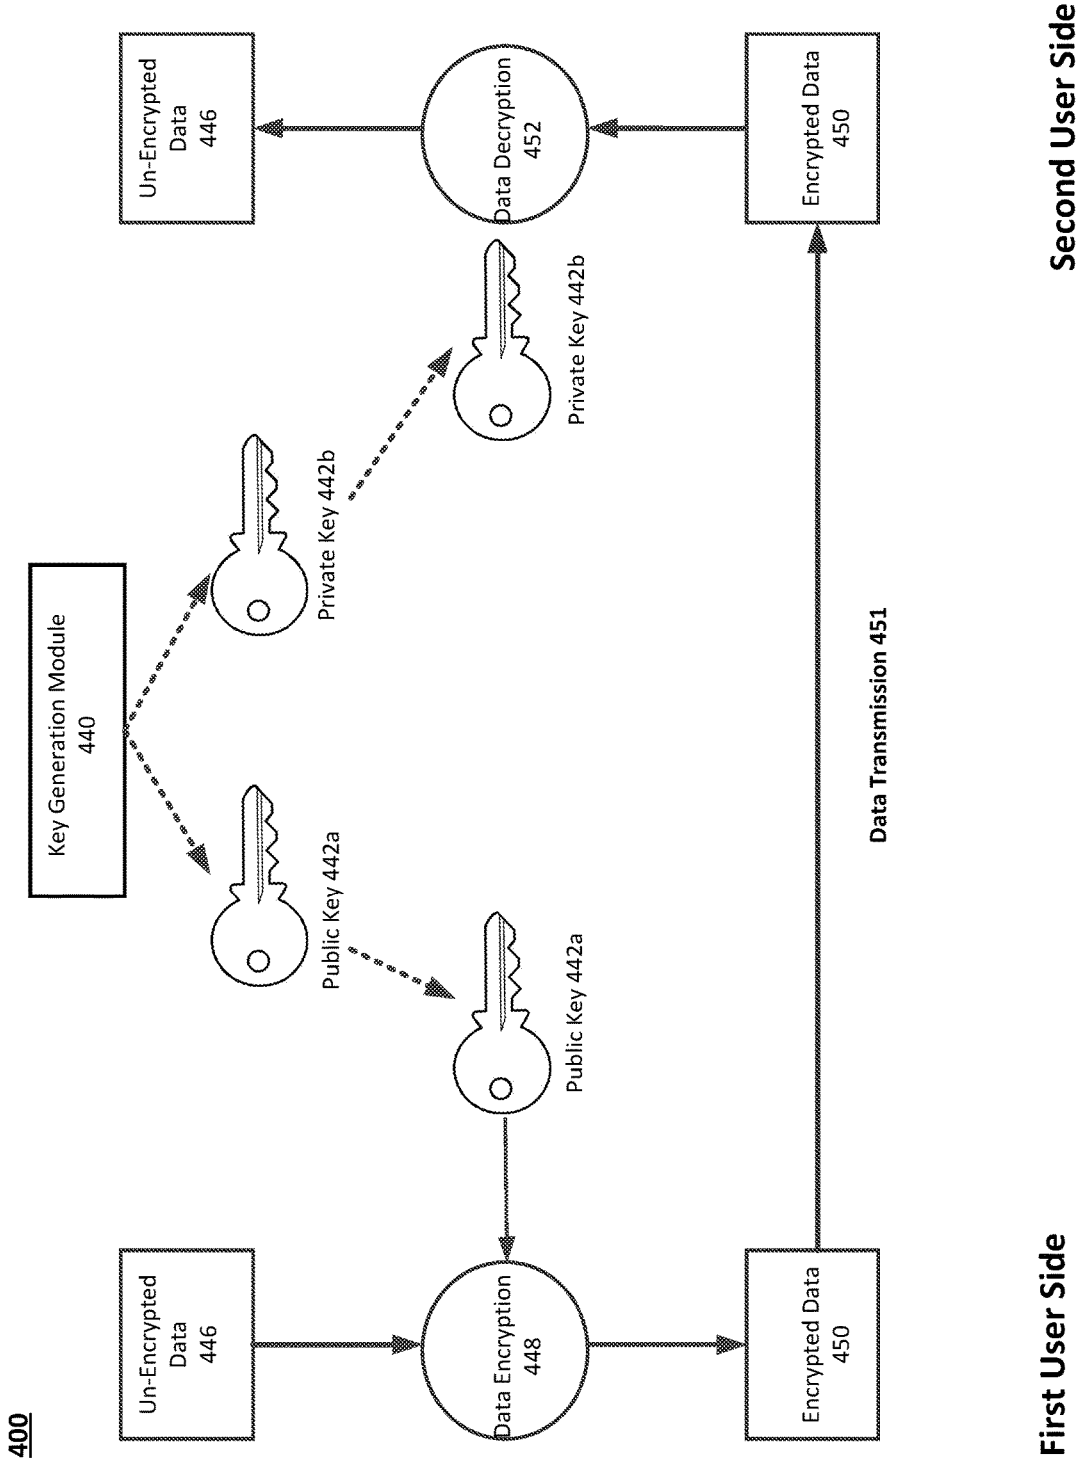 400
Key Generation Module
440
Un-Encrypted
Data
446
Un-Encrypted
Data
446
Public Key 442a
Private Key 442b
Data Encryption
448
Public Key 442a
Private Key 442b
Data Decryption
452
Encrypted Data
450
Data Transmission 451
Encrypted Data
450
First User Side
Second User Side